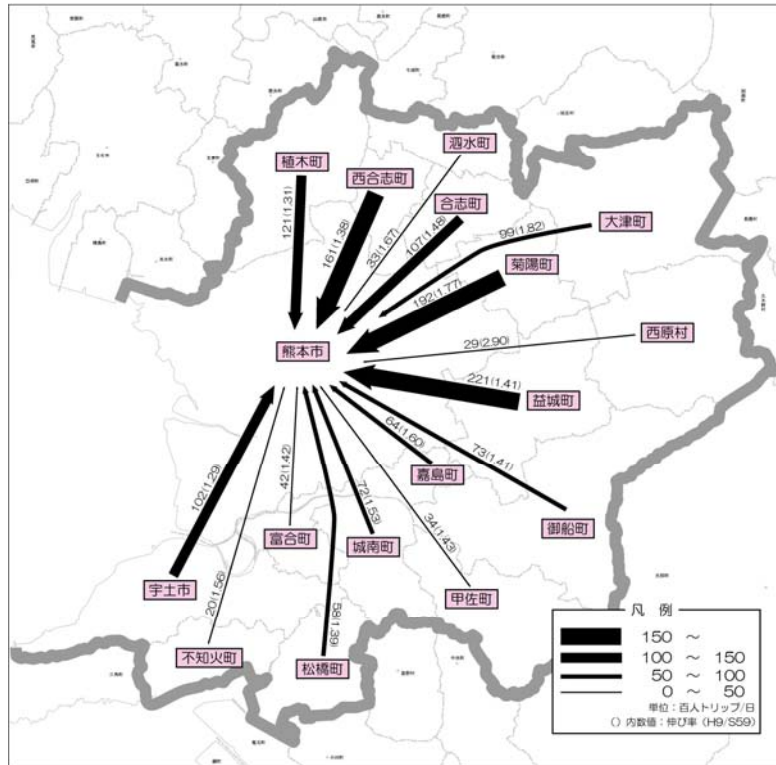 泗水町
植木町
西合志町
合志町
大津町
121(1.31)
161(1.38)
33(1.67)
107(1.48)
99(1.82)
菊陽町
192(1.77)
熊本市
29(2.90)
西原村
221(1.41)
益城町
64(1.60)
73(1.41)
嘉島町
102(1.29)
42(1.42)
72(1.53)
34(1.43)
御船町
富合町
城南町
宇土市
20(1.56)
58(1.39)
甲佐町
不知火町
松橋町
凡 例
150 ～
100 ～ 150
50 ～ 100
0 ～ 50
単位：百人トリップ/日
()内数値：伸び率（H9/S59）